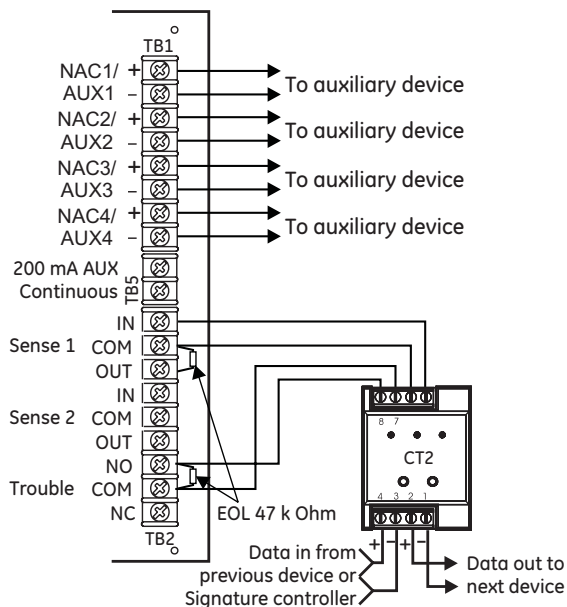 TB1
NAC1/ +
AUX1 –
To auxiliary device
NAC2/ +
AUX2 –
To auxiliary device
NAC3/ +
AUX3 –
To auxiliary device
NAC4/ +
AUX4 –
To auxiliary device
200 mA AUX
Continuous
TB5
IN
Sense 1 COM
OUT
IN
Sense 2 COM
OUT
NO
Trouble COM
NC
TB2
EOL 47 k Ohm
8 7
CT2
4 3 2 1
+ – + –
Data in from
previous device or
Signature controller
Data out to
next device